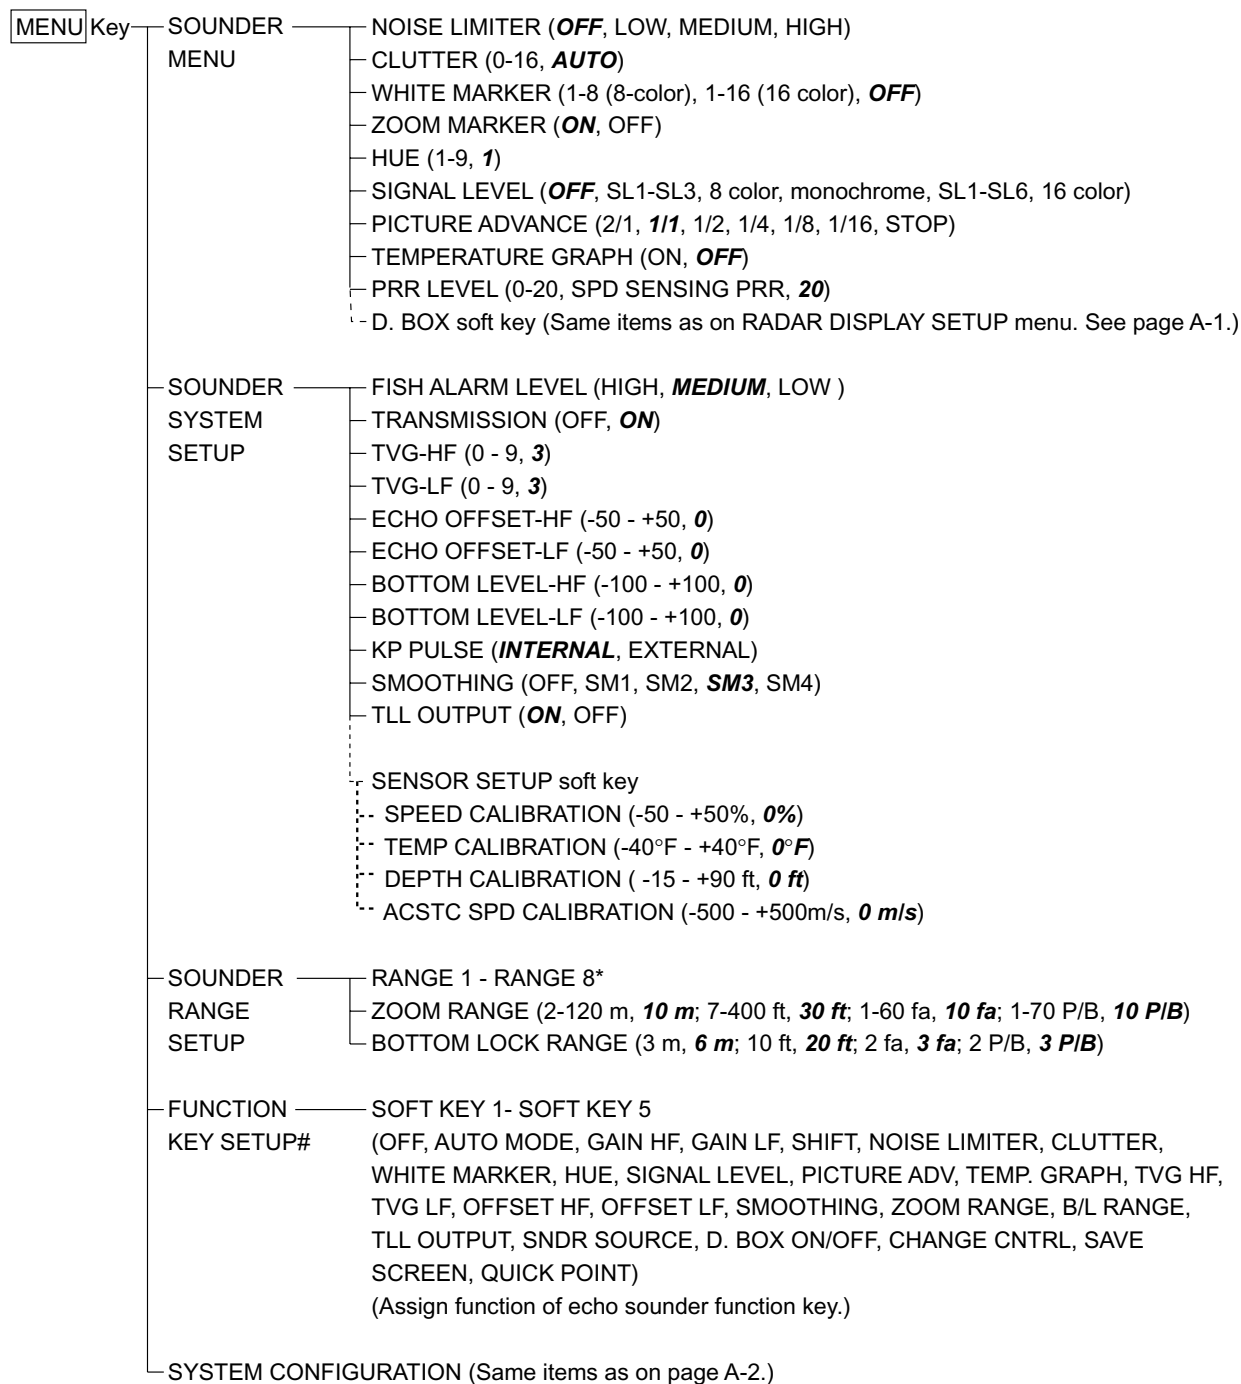 MENU Key SOUNDER NOISE LIMITER (OFF, LOW, MEDIUM, HIGH)
MENU CLUTTER (0-16, AUTO)
WHITE MARKER (1-8 (8-color), 1-16 (16 color), OFF)
ZOOM MARKER (ON, OFF)
HUE (1-9, 1)
SIGNAL LEVEL (OFF, SL1-SL3, 8 color, monochrome, SL1-SL6, 16 color)
PICTURE ADVANCE (2/1, 1/1, 1/2, 1/4, 1/8, 1/16, STOP)
TEMPERATURE GRAPH (ON, OFF)
PRR LEVEL (0-20, SPD SENSING PRR, 20)
D. BOX soft key (Same items as on RADAR DISPLAY SETUP menu. See page A-1.)
SOUNDER FISH ALARM LEVEL (HIGH, MEDIUM, LOW )
SYSTEM TRANSMISSION (OFF, ON)
SETUP TVG-HF (0 - 9, 3)
TVG-LF (0 - 9, 3)
ECHO OFFSET-HF (-50 - +50, 0)
ECHO OFFSET-LF (-50 - +50, 0)
BOTTOM LEVEL-HF (-100 - +100, 0)
BOTTOM LEVEL-LF (-100 - +100, 0)
KP PULSE (INTERNAL, EXTERNAL)
SMOOTHING (OFF, SM1, SM2, SM3, SM4)
TLL OUTPUT (ON, OFF)
SENSOR SETUP soft key
SPEED CALIBRATION (-50 - +50%, 0%)
TEMP CALIBRATION (-40°F - +40°F, 0°F)
DEPTH CALIBRATION ( -15 - +90 ft, 0 ft)
ACSTC SPD CALIBRATION (-500 - +500m/s, 0 m/s)
SOUNDER RANGE 1 - RANGE 8*
RANGE ZOOM RANGE (2-120 m, 10 m; 7-400 ft, 30 ft; 1-60 fa, 10 fa; 1-70 P/B, 10 P/B)
SETUP BOTTOM LOCK RANGE (3 m, 6 m; 10 ft, 20 ft; 2 fa, 3 fa; 2 P/B, 3 P/B)
FUNCTION SOFT KEY 1- SOFT KEY 5
KEY SETUP# (OFF, AUTO MODE, GAIN HF, GAIN LF, SHIFT, NOISE LIMITER, CLUTTER,
WHITE MARKER, HUE, SIGNAL LEVEL, PICTURE ADV, TEMP. GRAPH, TVG HF,
TVG LF, OFFSET HF, OFFSET LF, SMOOTHING, ZOOM RANGE, B/L RANGE,
TLL OUTPUT, SNDR SOURCE, D. BOX ON/OFF, CHANGE CNTRL, SAVE
SCREEN, QUICK POINT)
(Assign function of echo sounder function key.)
SYSTEM CONFIGURATION (Same items as on page A-2.)